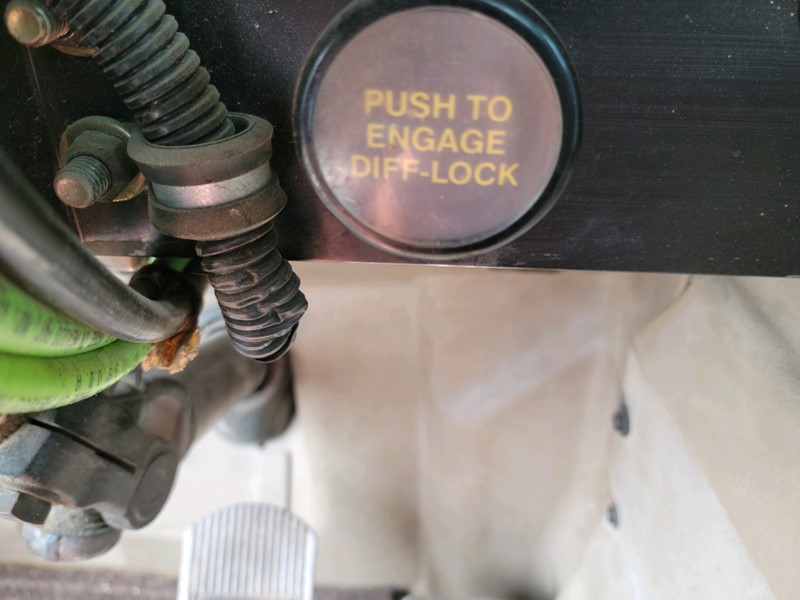 PUSH TO
ENGAGE
DIFF-LOCK